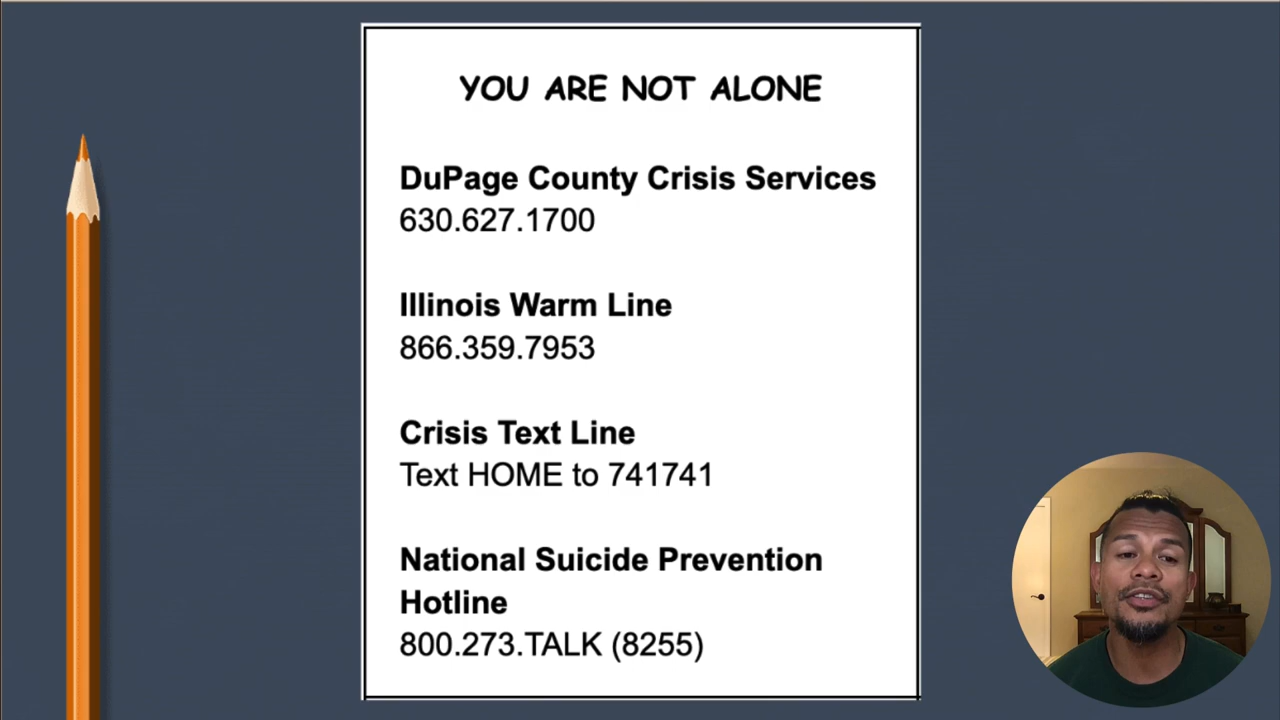 YOU ARE NOT ALONE
DuPage County Crisis Services
630.627.1700
Illinois Warm Line
866.359.7953
Crisis Text Line
Text HOME to 741741
National Suicide Prevention
Hotline
800.273.TALK (8255)